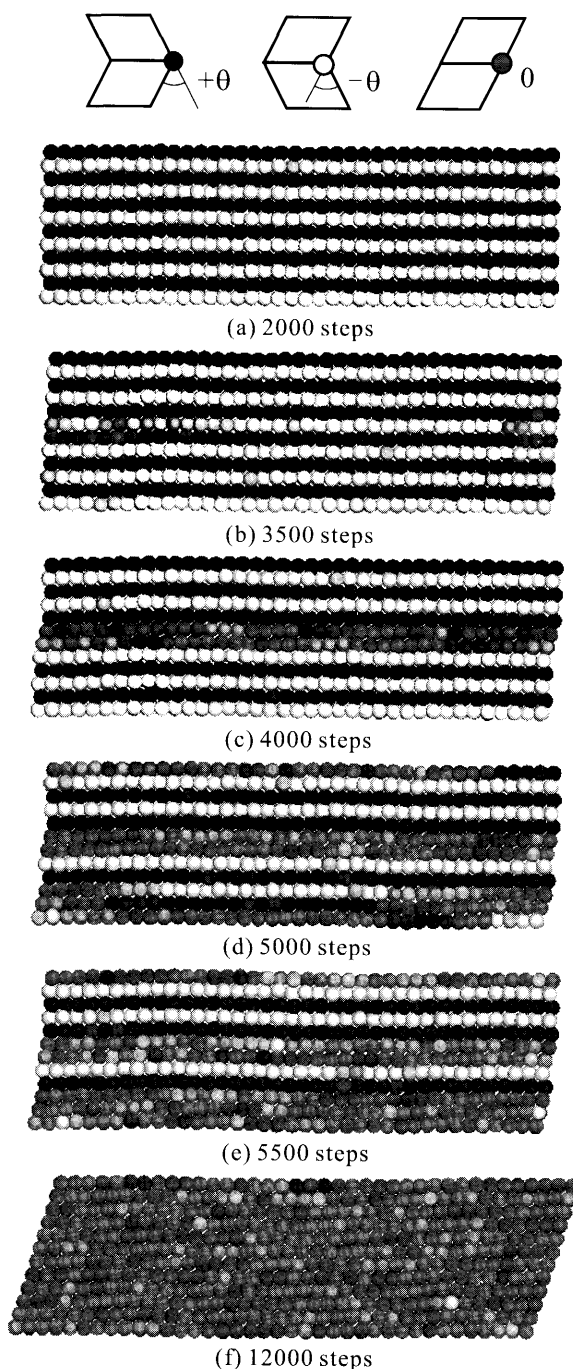 +θ −θ 0
(a) 2000 steps
(b) 3500 steps
(c) 4000 steps
(d) 5000 steps
(e) 5500 steps
(f) 12000 steps